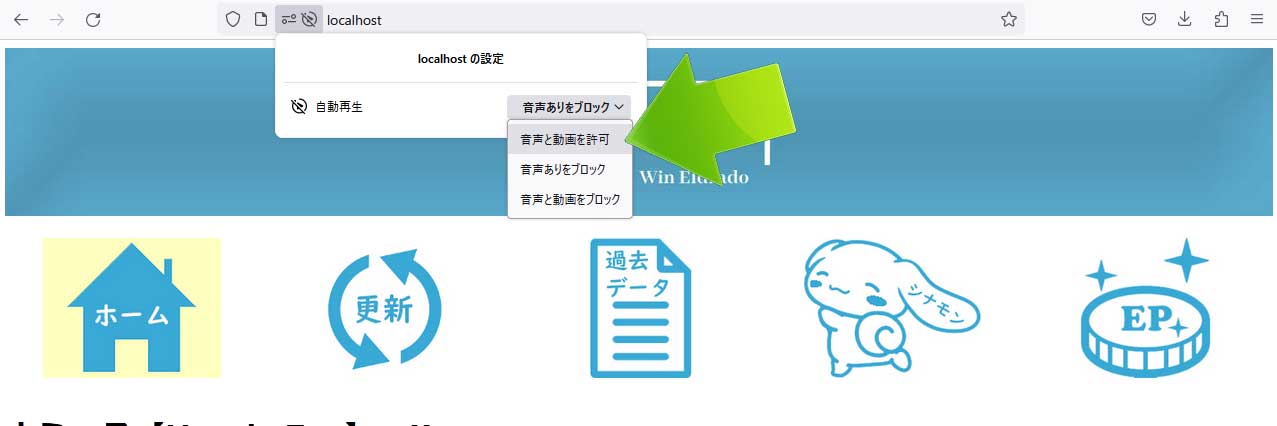 localhost
localhost の設定
自動再生
音声ありをブロック
音声と動画を許可
音声ありをブロック
音声と動画をブロック
Win El
ado
ホーム
更新
過去
データ
シナモン
EP